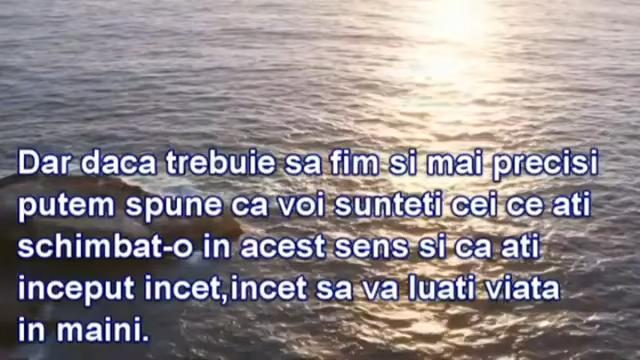 Dar daca trebuie sa fim si mai precisi
putem spune ca voi sunteti cei ce ati
schimbat-o in acest sens si ca ati
inceput incet,incet sa va luati viata
in maini.